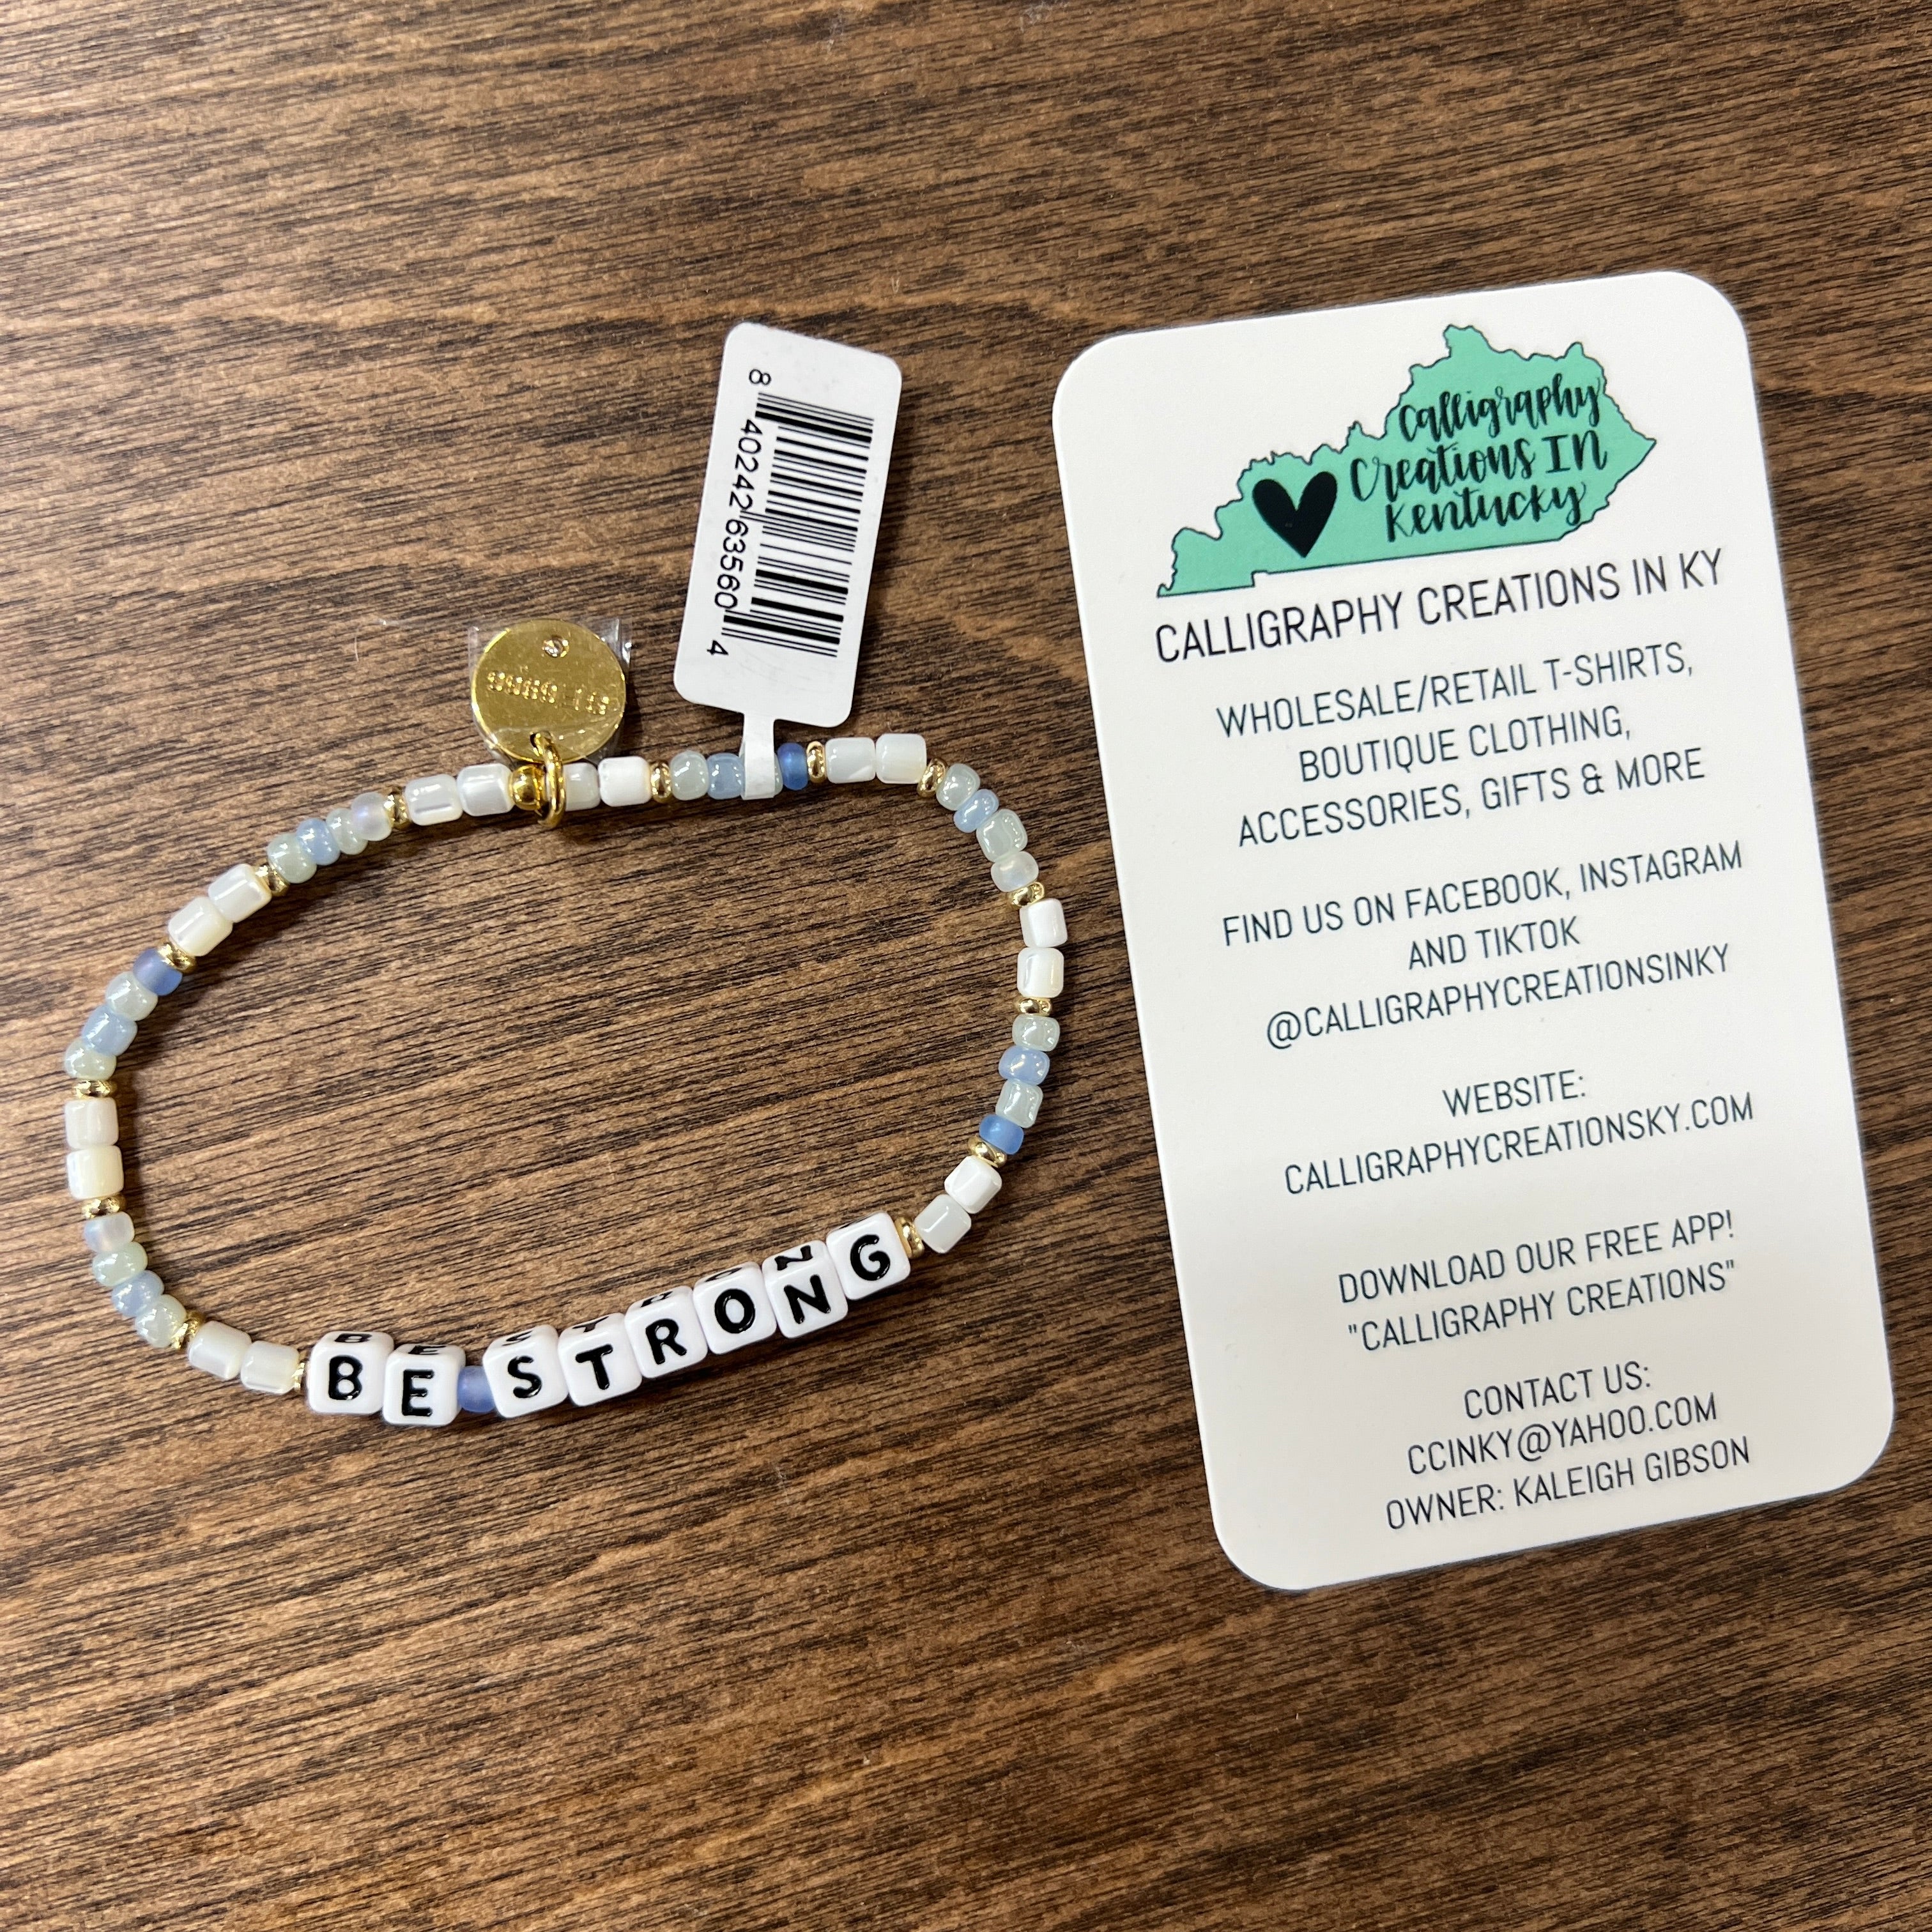 8 40242 63560 4
BE STRONG
Calligraphy
Creations IN
Kentucky
CALLIGRAPHY CREATIONS IN KY
WHOLESALE/RETAIL T-SHIRTS,
BOUTIQUE CLOTHING,
ACCESSORIES, GIFTS & MORE
FIND US ON FACEBOOK, INSTAGRAM
AND TIKTOK
@CALLIGRAPHYCREATIONSINKY
WEBSITE:
CALLIGRAPHYCREATIONSKY.COM
DOWNLOAD OUR FREE APP!
"CALLIGRAPHY CREATIONS"
CONTACT US:
CCINKY@YAHOO.COM
OWNER: KALEIGH GIBSON